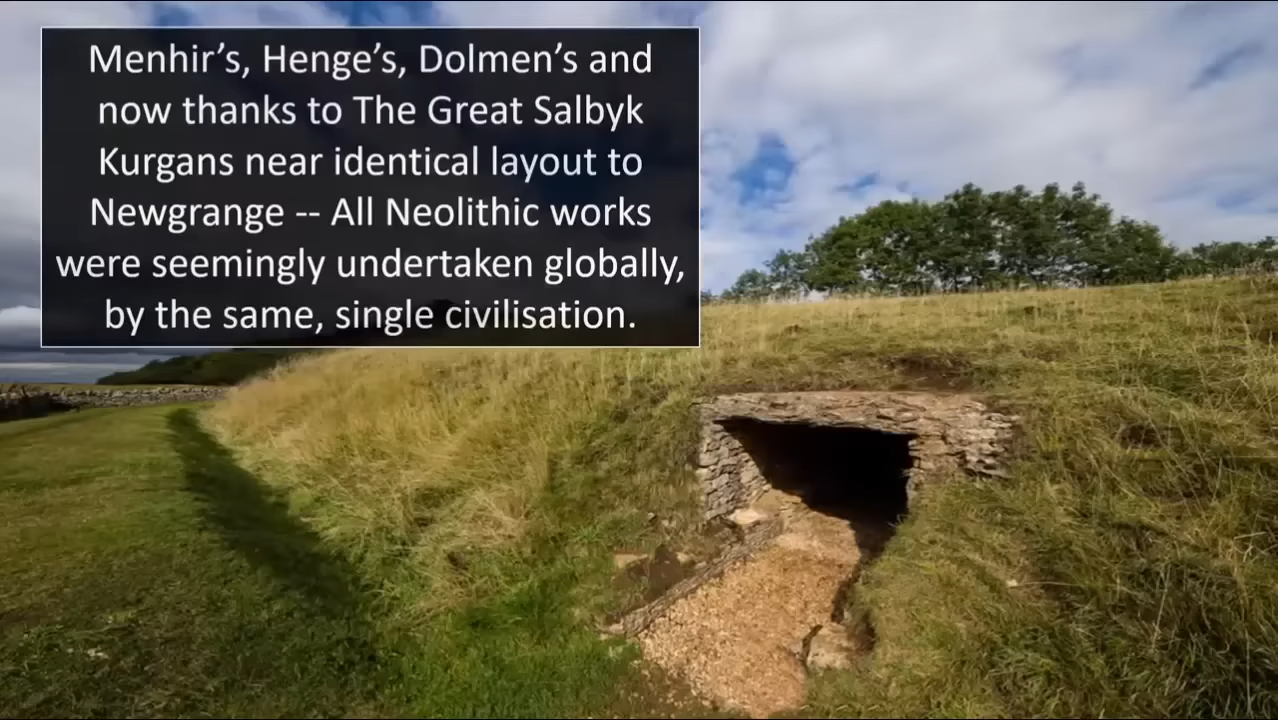 Menhir’s, Henge’s, Dolmen’s and
now thanks to The Great Salbyk
Kurgans near identical layout to
Newgrange -- All Neolithic works
were seemingly undertaken globally,
by the same, single civilisation.